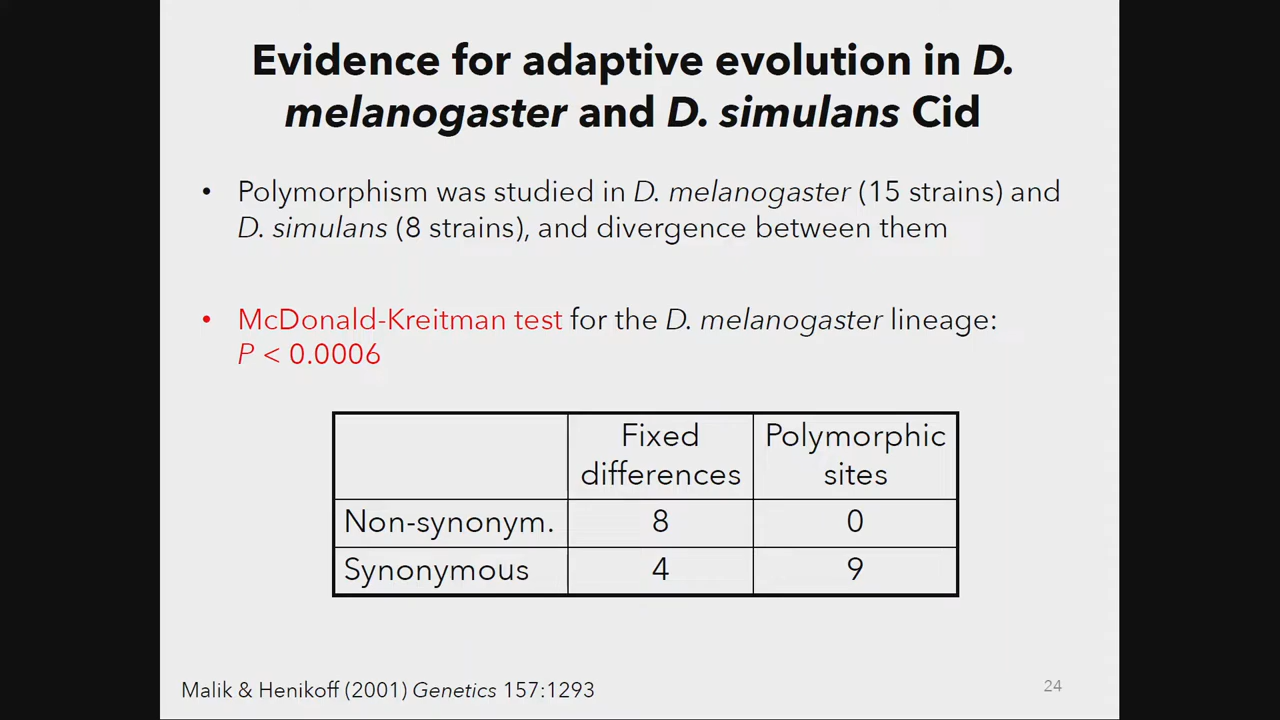 Evidence for adaptive evolution in D.
melanogaster and D. simulans Cid
• Polymorphism was studied in D. melanogaster (15 strains) and
D. simulans (8 strains), and divergence between them
• McDonald-Kreitman test for the D. melanogaster lineage:
P < 0.0006
Fixed differences Polymorphic sites
Non-synonym. 8 0
Synonymous 4 9
Malik & Henikoff (2001) Genetics 157:1293
24